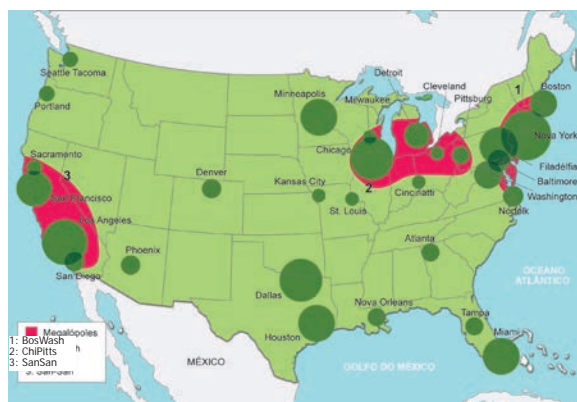 Seattle Tacoma
Portland
Sacramento
3
San Francisco
Los Angeles
San Diego
Phoenix
Denver
Minneapolis
Milwaukee
Detroit
Cleveland
Pittsburg
1
Boston
Nova York
Filadélfia
Baltimore
Washington
Norfolk
Chicago
2
Cincinatti
Kansas City
St. Louis
Atlanta
Dallas
Houston
Nova Orleans
Tampa
Miami
OCEANO
ATLÂNTICO
GOLFO DO MÉXICO
MÉXICO
Megalópoles
1: BosWash
2: ChiPitts
3: SanSan